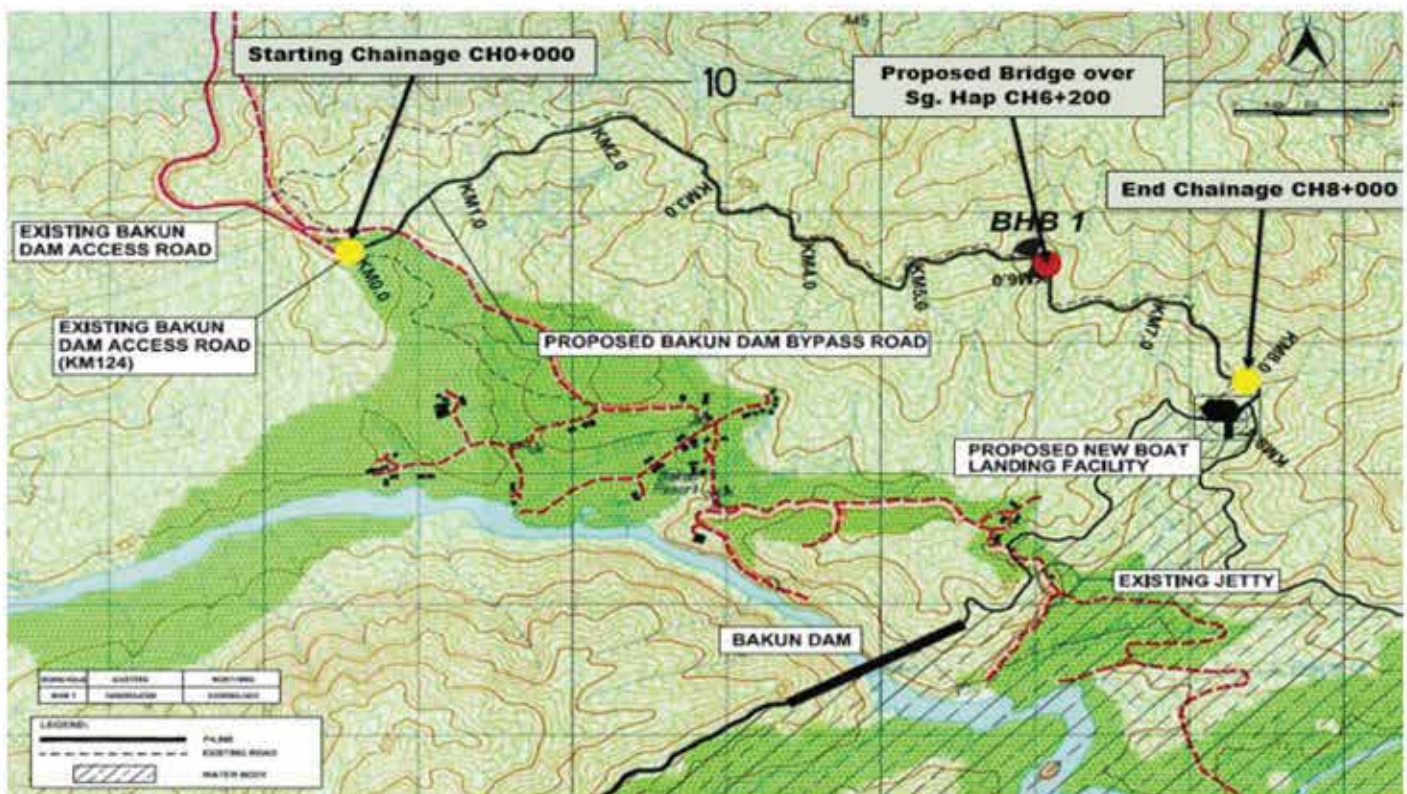 A45
Starting Chainage CH0+000
10
Proposed Bridge over
Sg. Hap CH6+200
End Chainage CH8+000
KM2.0
KM1.0
KM3.0
BHB 1
EXISTING BAKUN
DAM ACCESS ROAD
KM0.0
KM4.0
KM5.0
KM6.0
KM7.0
KM8.0
EXISTING BAKUN
DAM ACCESS ROAD
(KM124)
PROPOSED BAKUN DAM BYPASS ROAD
PROPOSED NEW BOAT
LANDING FACILITY
EXISTING JETTY
BAKUN DAM
EASTING
NORTHING
LEGEND:
EXISTING ROAD
WATER BODY